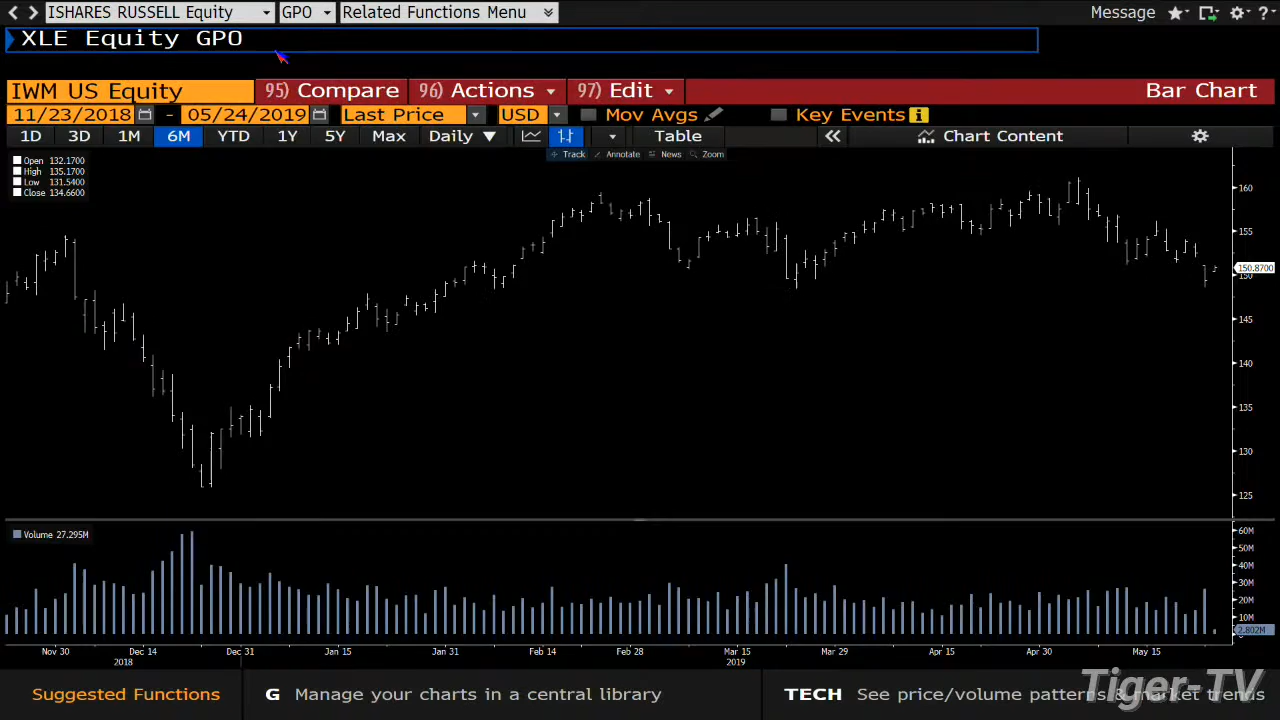 ISHARES RUSSELL Equity GPO Related Functions Menu Message ?
XLE Equity GPO
IWM US Equity 95) Compare 96) Actions 97) Edit Bar Chart
11/23/2018 - 05/24/2019 Last Price USD Mov Avgs Key Events i
1D 3D 1M 6M YTD 1Y 5Y Max Daily Table Chart Content
Track Annotate News Zoom
Open 132.1700
High 135.1700
Low 131.5400
Close 134.6600
160
155
150.8700
150
145
140
135
130
125
Volume 27.295M
60M
50M
40M
30M
20M
10M
2.802M
Nov 30 Dec 14 Dec 31 Jan 15 Jan 31 Feb 14 Feb 28 Mar 15 Mar 29 Apr 15 Apr 30 May 15
2018 2019
Suggested Functions G Manage your charts in a central library TECH See price/volume patterns & market trends
Tiger-TV